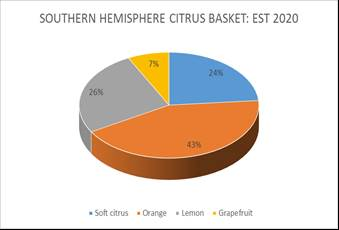 SOUTHERN HEMISPHERE CITRUS BASKET: EST 2020
7%
24%
26%
43%
Soft citrus Orange Lemon Grapefruit